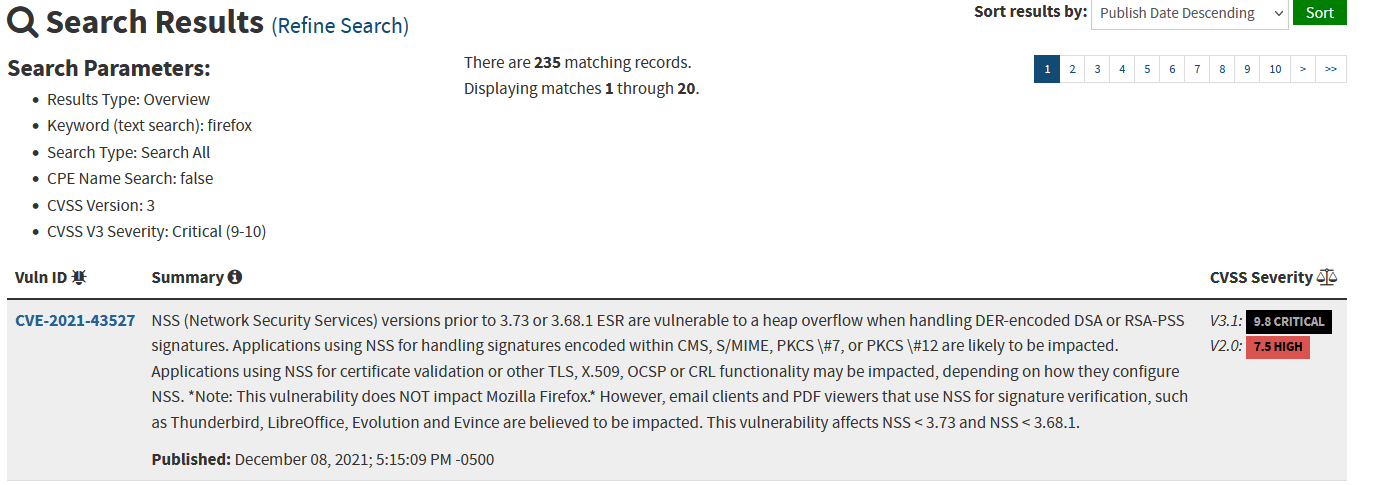 Search Results (Refine Search)
Sort results by: Publish Date Descending Sort
Search Parameters:
There are 235 matching records.
Displaying matches 1 through 20.
1 2 3 4 5 6 7 8 9 10 > >>
• Results Type: Overview
• Keyword (text search): firefox
• Search Type: Search All
• CPE Name Search: false
• CVSS Version: 3
• CVSS V3 Severity: Critical (9-10)
Vuln ID Summary CVSS Severity
CVE-2021-43527
NSS (Network Security Services) versions prior to 3.73 or 3.68.1 ESR are vulnerable to a heap overflow when handling DER-encoded DSA or RSA-PSS
signatures. Applications using NSS for handling signatures encoded within CMS, S/MIME, PKCS \#7, or PKCS \#12 are likely to be impacted.
Applications using NSS for certificate validation or other TLS, X.509, OCSP or CRL functionality may be impacted, depending on how they configure
NSS. *Note: This vulnerability does NOT impact Mozilla Firefox.* However, email clients and PDF viewers that use NSS for signature verification, such
as Thunderbird, LibreOffice, Evolution and Evince are believed to be impacted. This vulnerability affects NSS < 3.73 and NSS < 3.68.1.
Published: December 08, 2021; 5:15:09 PM -0500
V3.1: 9.8 CRITICAL
V2.0: 7.5 HIGH